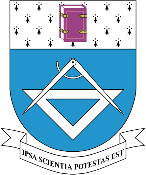 IPSA SCIENTIA POTESTAS EST